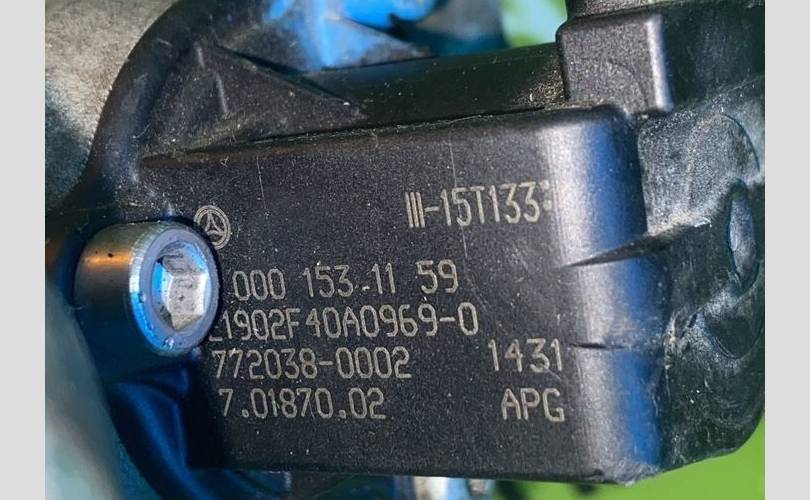 III-15T133
000 153 11 59
1902F40A0969-0
772038-0002 1431
7.01870.02 APG